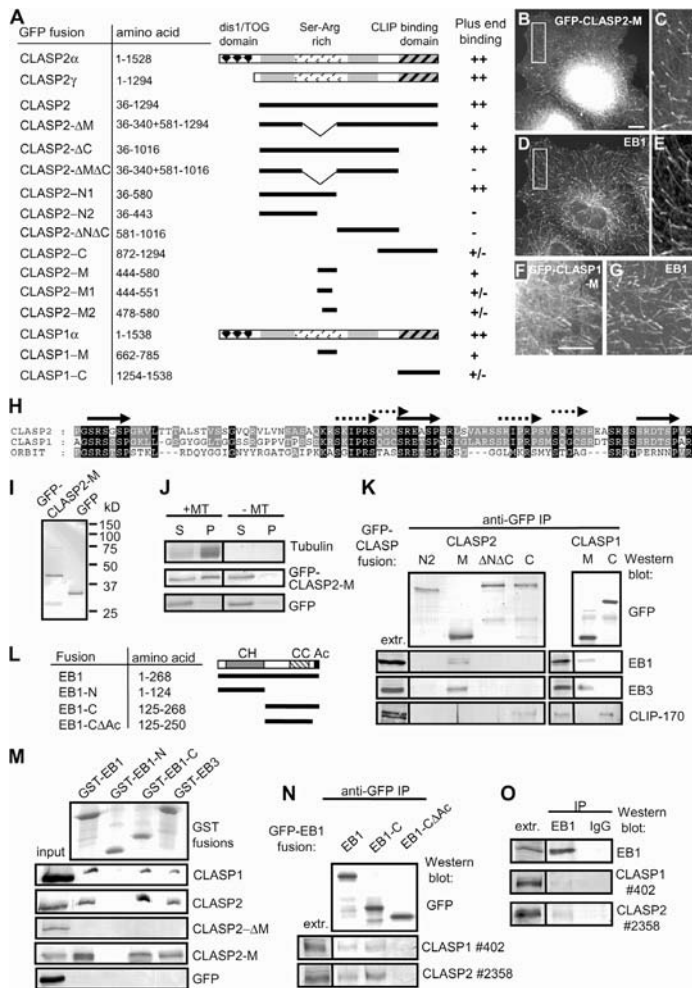 A
GFP fusion amino acid dis1/TOG domain Ser-Arg rich CLIP binding domain Plus end binding
CLASP2α 1-1528 ++
CLASP2γ 1-1294 ++
CLASP2 36-1294 ++
CLASP2-ΔM 36-340+581-1294 +
CLASP2-ΔC 36-1016 ++
CLASP2-ΔMΔC 36-340+581-1016 -
CLASP2–N1 36-580 ++
CLASP2–N2 36-443 -
CLASP2-ΔNΔC 581-1016 -
CLASP2–C 872-1294 +/-
CLASP2–M 444-580 +
CLASP2–M1 444-551 +/-
CLASP2–M2 478-580 +/-
CLASP1α 1-1538 ++
CLASP1–M 662-785 +
CLASP1–C 1254-1538 +/-
B GFP-CLASP2-M
C
D EB1
E
F GFP-CLASP1-M
G EB1
H
CLASP2 :
CLASP1 :
ORBIT :
I
GFP-CLASP2-M
GFP
kD
150
100
75
50
37
25
J
+MT - MT
S P S P
Tubulin
GFP-CLASP2-M
GFP
K
anti-GFP IP
GFP-CLASP fusion:
CLASP2 CLASP1
N2 M ΔNΔC C M C
Western blot:
GFP
extr.
EB1
EB3
CLIP-170
L
Fusion amino acid CH CC Ac
EB1 1-268
EB1-N 1-124
EB1-C 125-268
EB1-CΔAc 125-250
M
GST-EB1
GST-EB1-N
GST-EB1-C
GST-EB3
GST fusions
input
CLASP1
CLASP2
CLASP2–ΔM
CLASP2-M
GFP
N
anti-GFP IP
GFP-EB1 fusion:
EB1
EB1-C
EB1-CΔAc
Western blot:
GFP
extr.
CLASP1 #402
CLASP2 #2358
O
IP
extr. EB1 IgG
Western blot:
EB1
CLASP1 #402
CLASP2 #2358